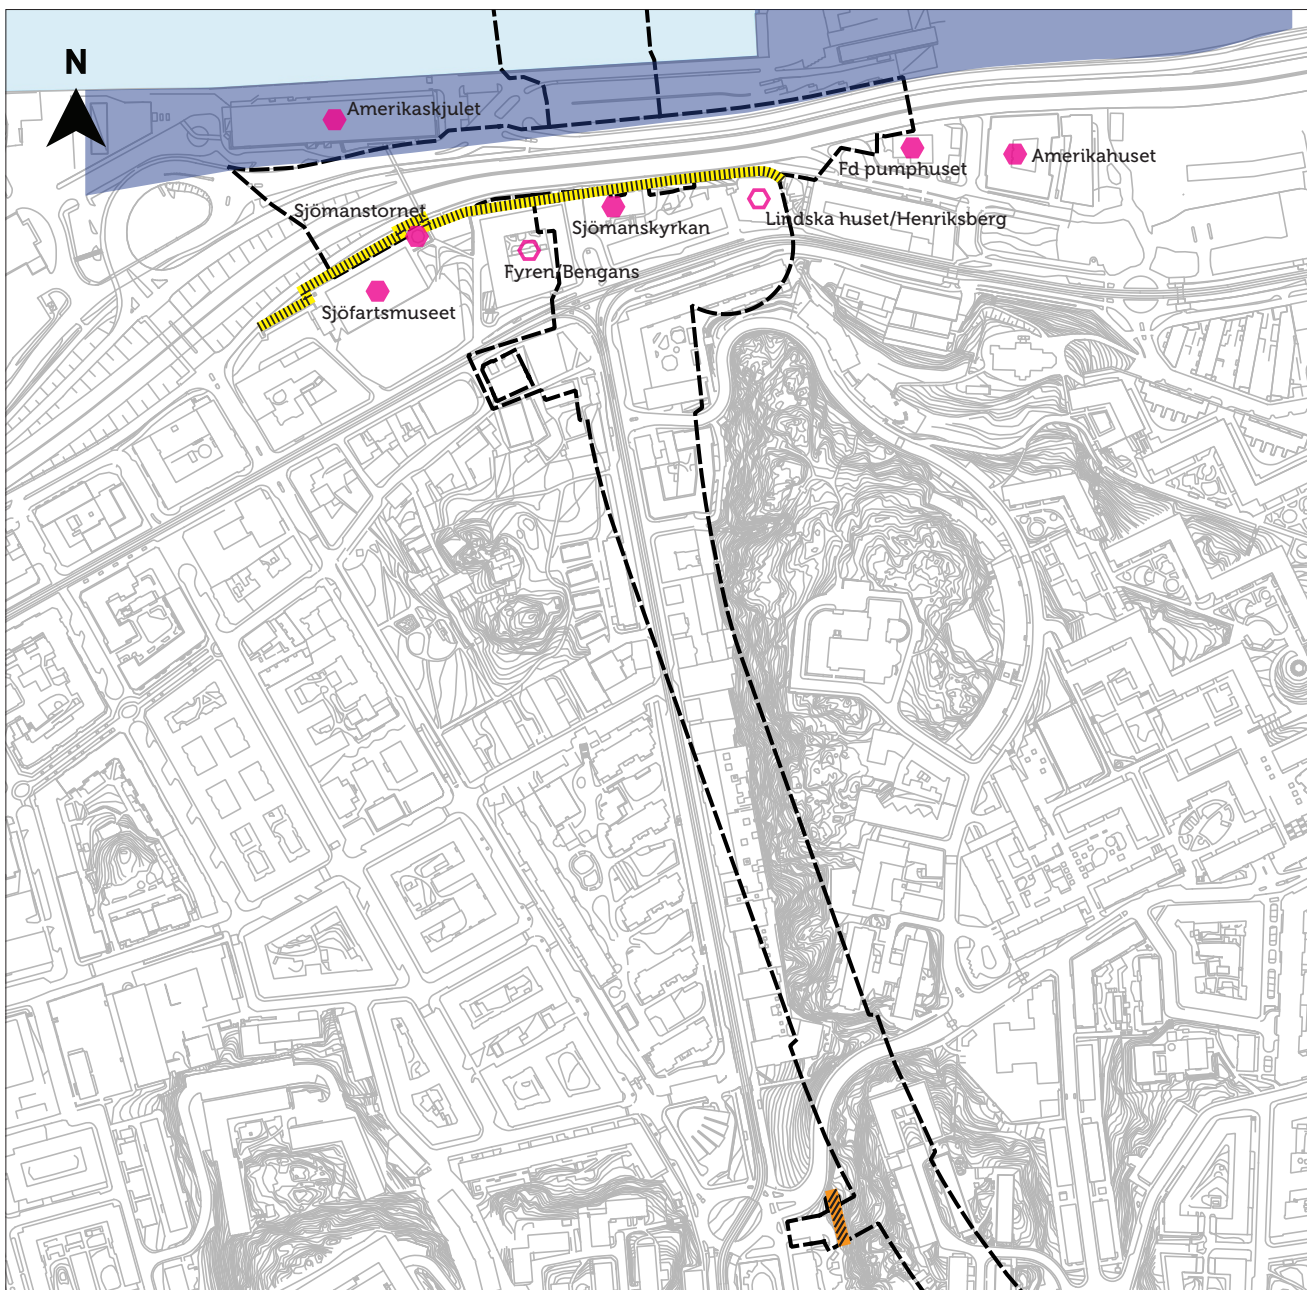 N
Amerikaskjulet
Fd pumphuset
Amerikahuset
Sjömanstornet
Sjömanskyrkan
Lindska huset/Henriksberg
Fyren/Bengans
Sjöfartsmuseet